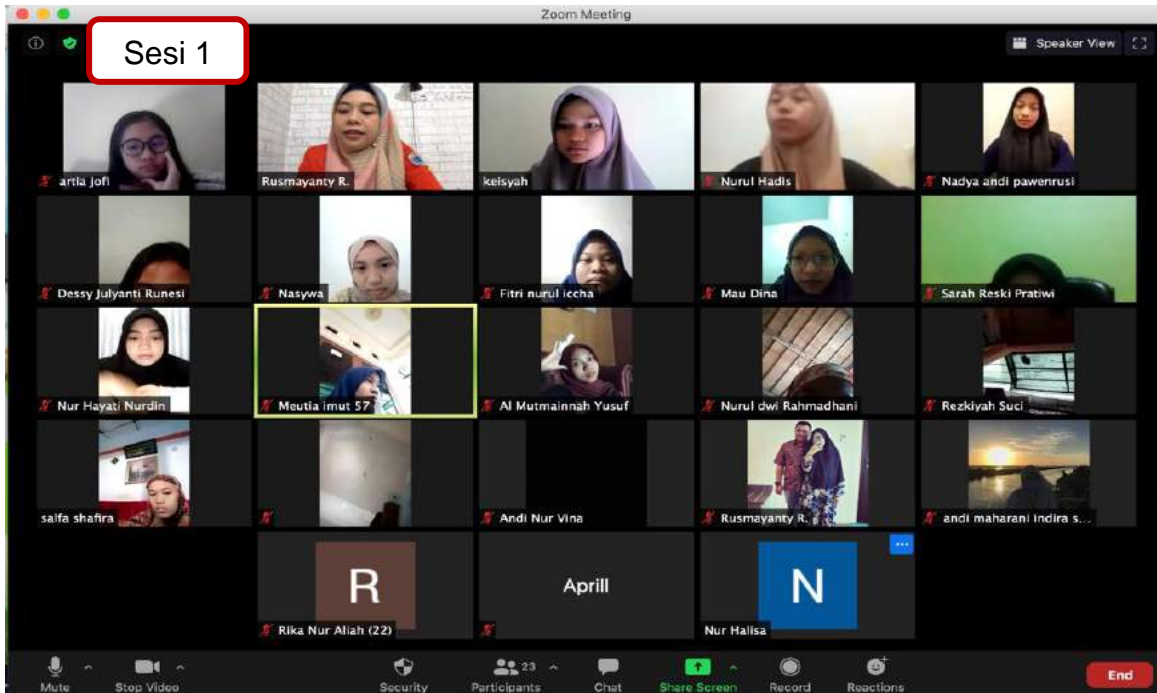 Zoom Meeting
Sesi 1
Speaker View
artia jofi
Rusmayanty R.
keisyah
Nurul Hadis
Nadya andi pawenrusi
Dessy Julyanti Runesi
Nasywa
Fitri nurul iccha
Mau Dina
Sarah Reski Pratiwi
Nur Hayati Nurdin
Meutia imut 57
Al Mutmainnah Yusuf
Nurul dwi Rahmadhani
Rezkiyah Suci
salfa shafira
Andi Nur Vina
Rusmayanty R.
andi maharani indira s...
R
Rika Nur Aliah (22)
Aprill
N
Nur Halisa
Mute
Stop Video
Security
23
Participants
Chat
Share Screen
Record
Reactions
End